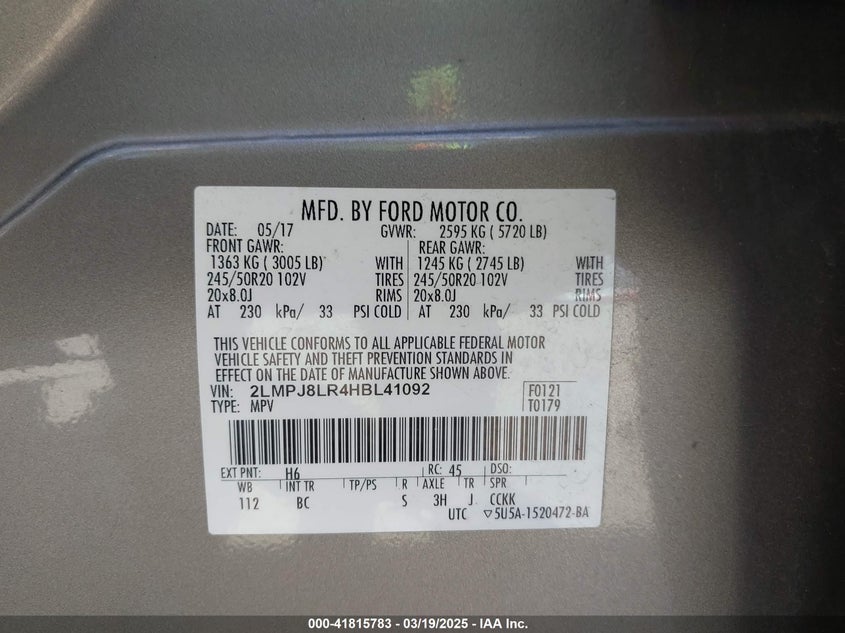 MFD. BY FORD MOTOR CO.
DATE: 05/17 GVWR: 2595 KG ( 5720 LB)
FRONT GAWR: REAR GAWR:
1363 KG ( 3005 LB) WITH 1245 KG ( 2745 LB) WITH
245/50R20 102V TIRES 245/50R20 102V TIRES
20x8.0J RIMS 20x8.0J RIMS
AT 230 kPa/ 33 PSI COLD AT 230 kPa/ 33 PSI COLD
THIS VEHICLE CONFORMS TO ALL APPLICABLE FEDERAL MOTOR
VEHICLE SAFETY AND THEFT PREVENTION STANDARDS IN
EFFECT ON THE DATE OF MANUFACTURE SHOWN ABOVE.
VIN: 2LMPJ8LR4HBL41092 F0121
TYPE: MPV T0179
EXT PNT: H6 RC: 45 DSO:
WB INT TR TP/PS R AXLE TR SPR
112 BC S 3H J CCKK
UTC ▽5U5A-1520472-BA
000-41815783 - 03/19/2025 - IAA Inc.